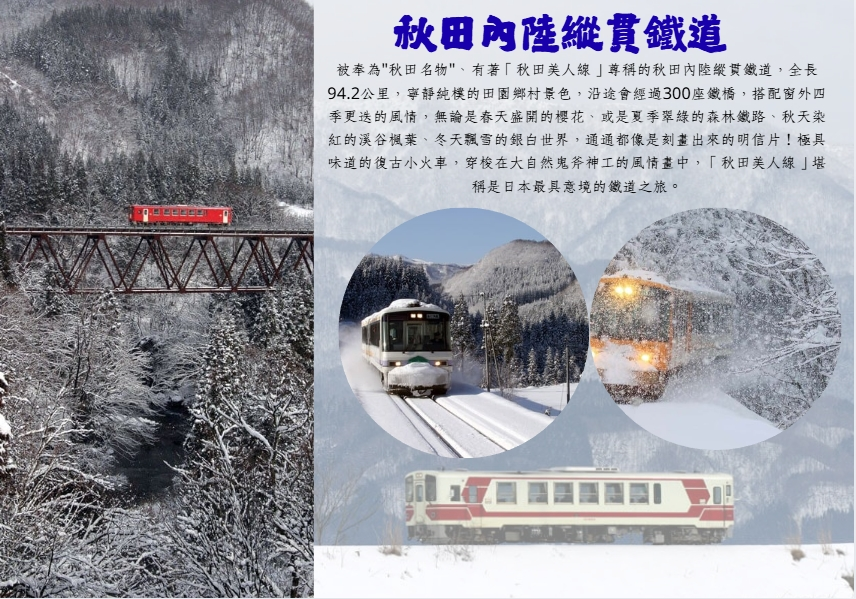 秋田內陸縱貫鐵道
被奉為"秋田名物"、有著「秋田美人線」尊稱的秋田內陸縱貫鐵道，全長
94.2公里，寧靜純樸的田園鄉村景色，沿途會經過300座鐵橋，搭配窗外四
季更迭的風情，無論是春天盛開的櫻花、或是夏季翠綠的森林鐵路、秋天染
紅的溪谷楓葉、冬天飄雪的銀白世界，通通都像是刻畫出來的明信片！極具
味道的復古小火車，穿梭在大自然鬼斧神工的風情畫中，「秋田美人線」堪
稱是日本最具意境的鐵道之旅。